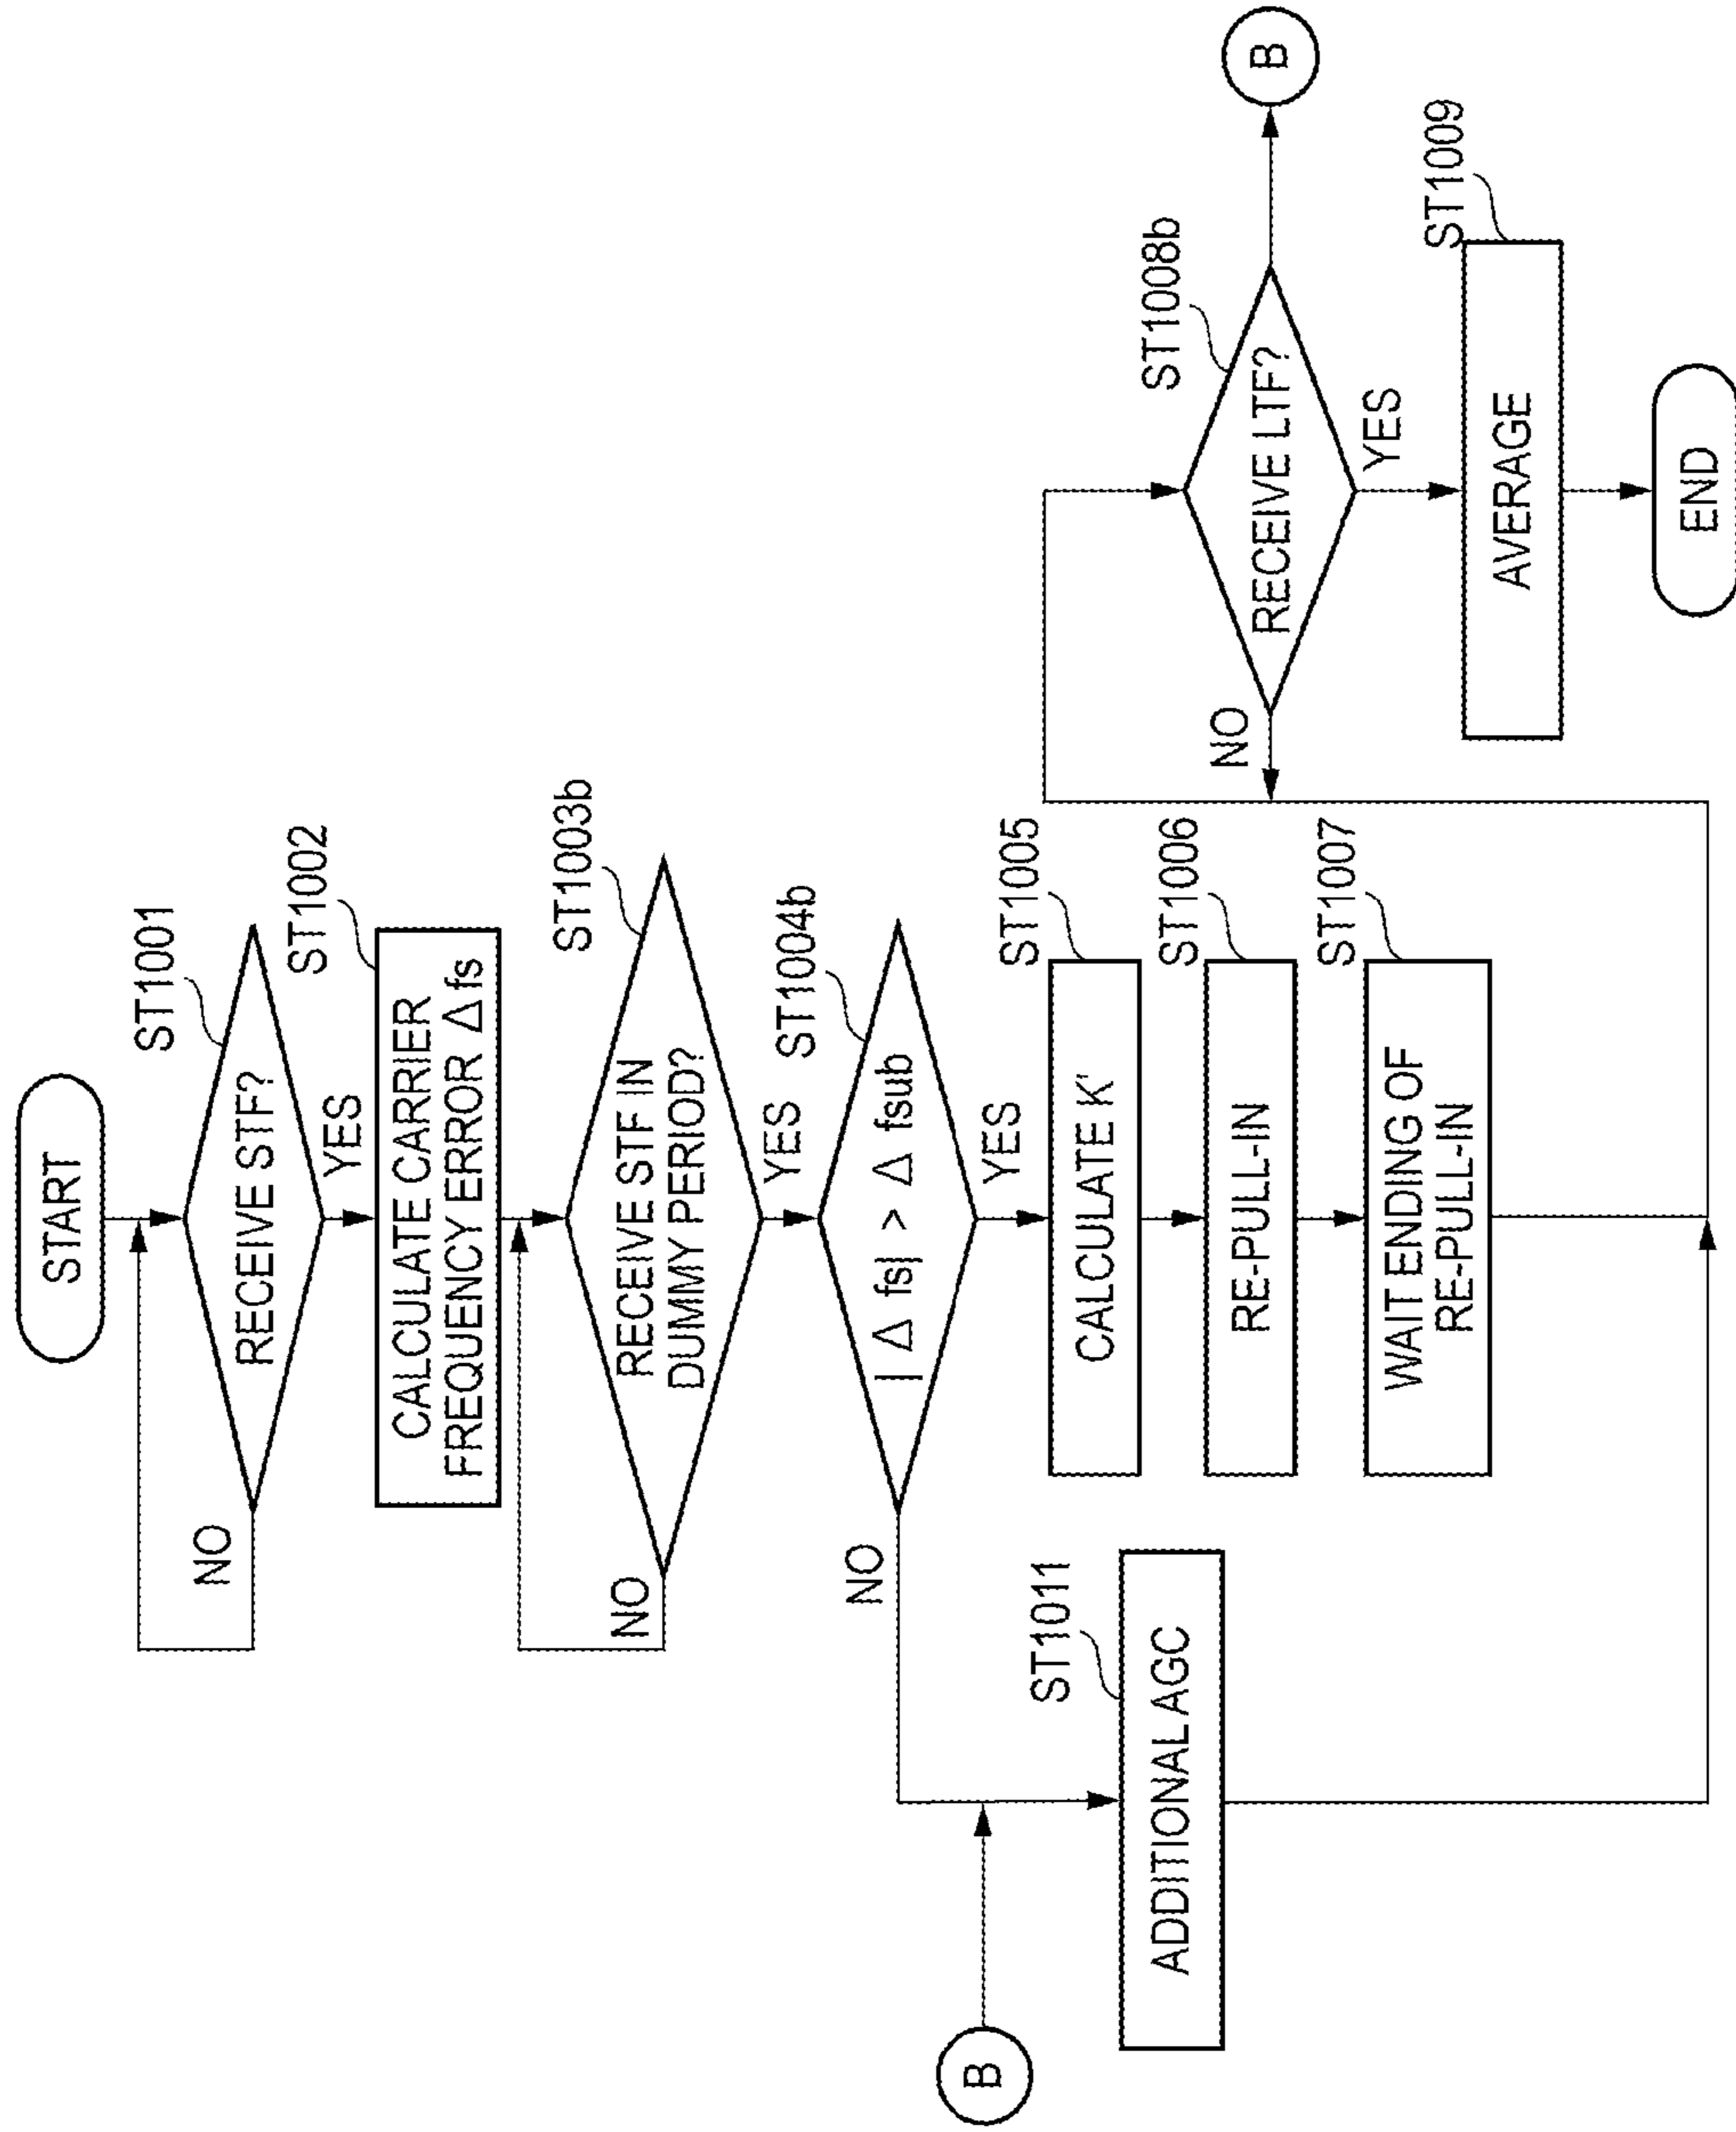 START
ST1001
RECEIVE STF?
NO
YES
ST1002
CALCULATE CARRIER
FREQUENCY ERROR Δfs
ST1003b
RECEIVE STF IN
DUMMY PERIOD?
NO
YES
ST1004b
| Δ fs| > Δ fsub
NO
YES
B
ST1011
ADDITIONAL AGC
ST1005
CALCULATE K'
ST1006
RE-PULL-IN
ST1007
WAIT ENDING OF
RE-PULL-IN
ST1008b
RECEIVE LTF?
NO
B
YES
ST1009
AVERAGE
END